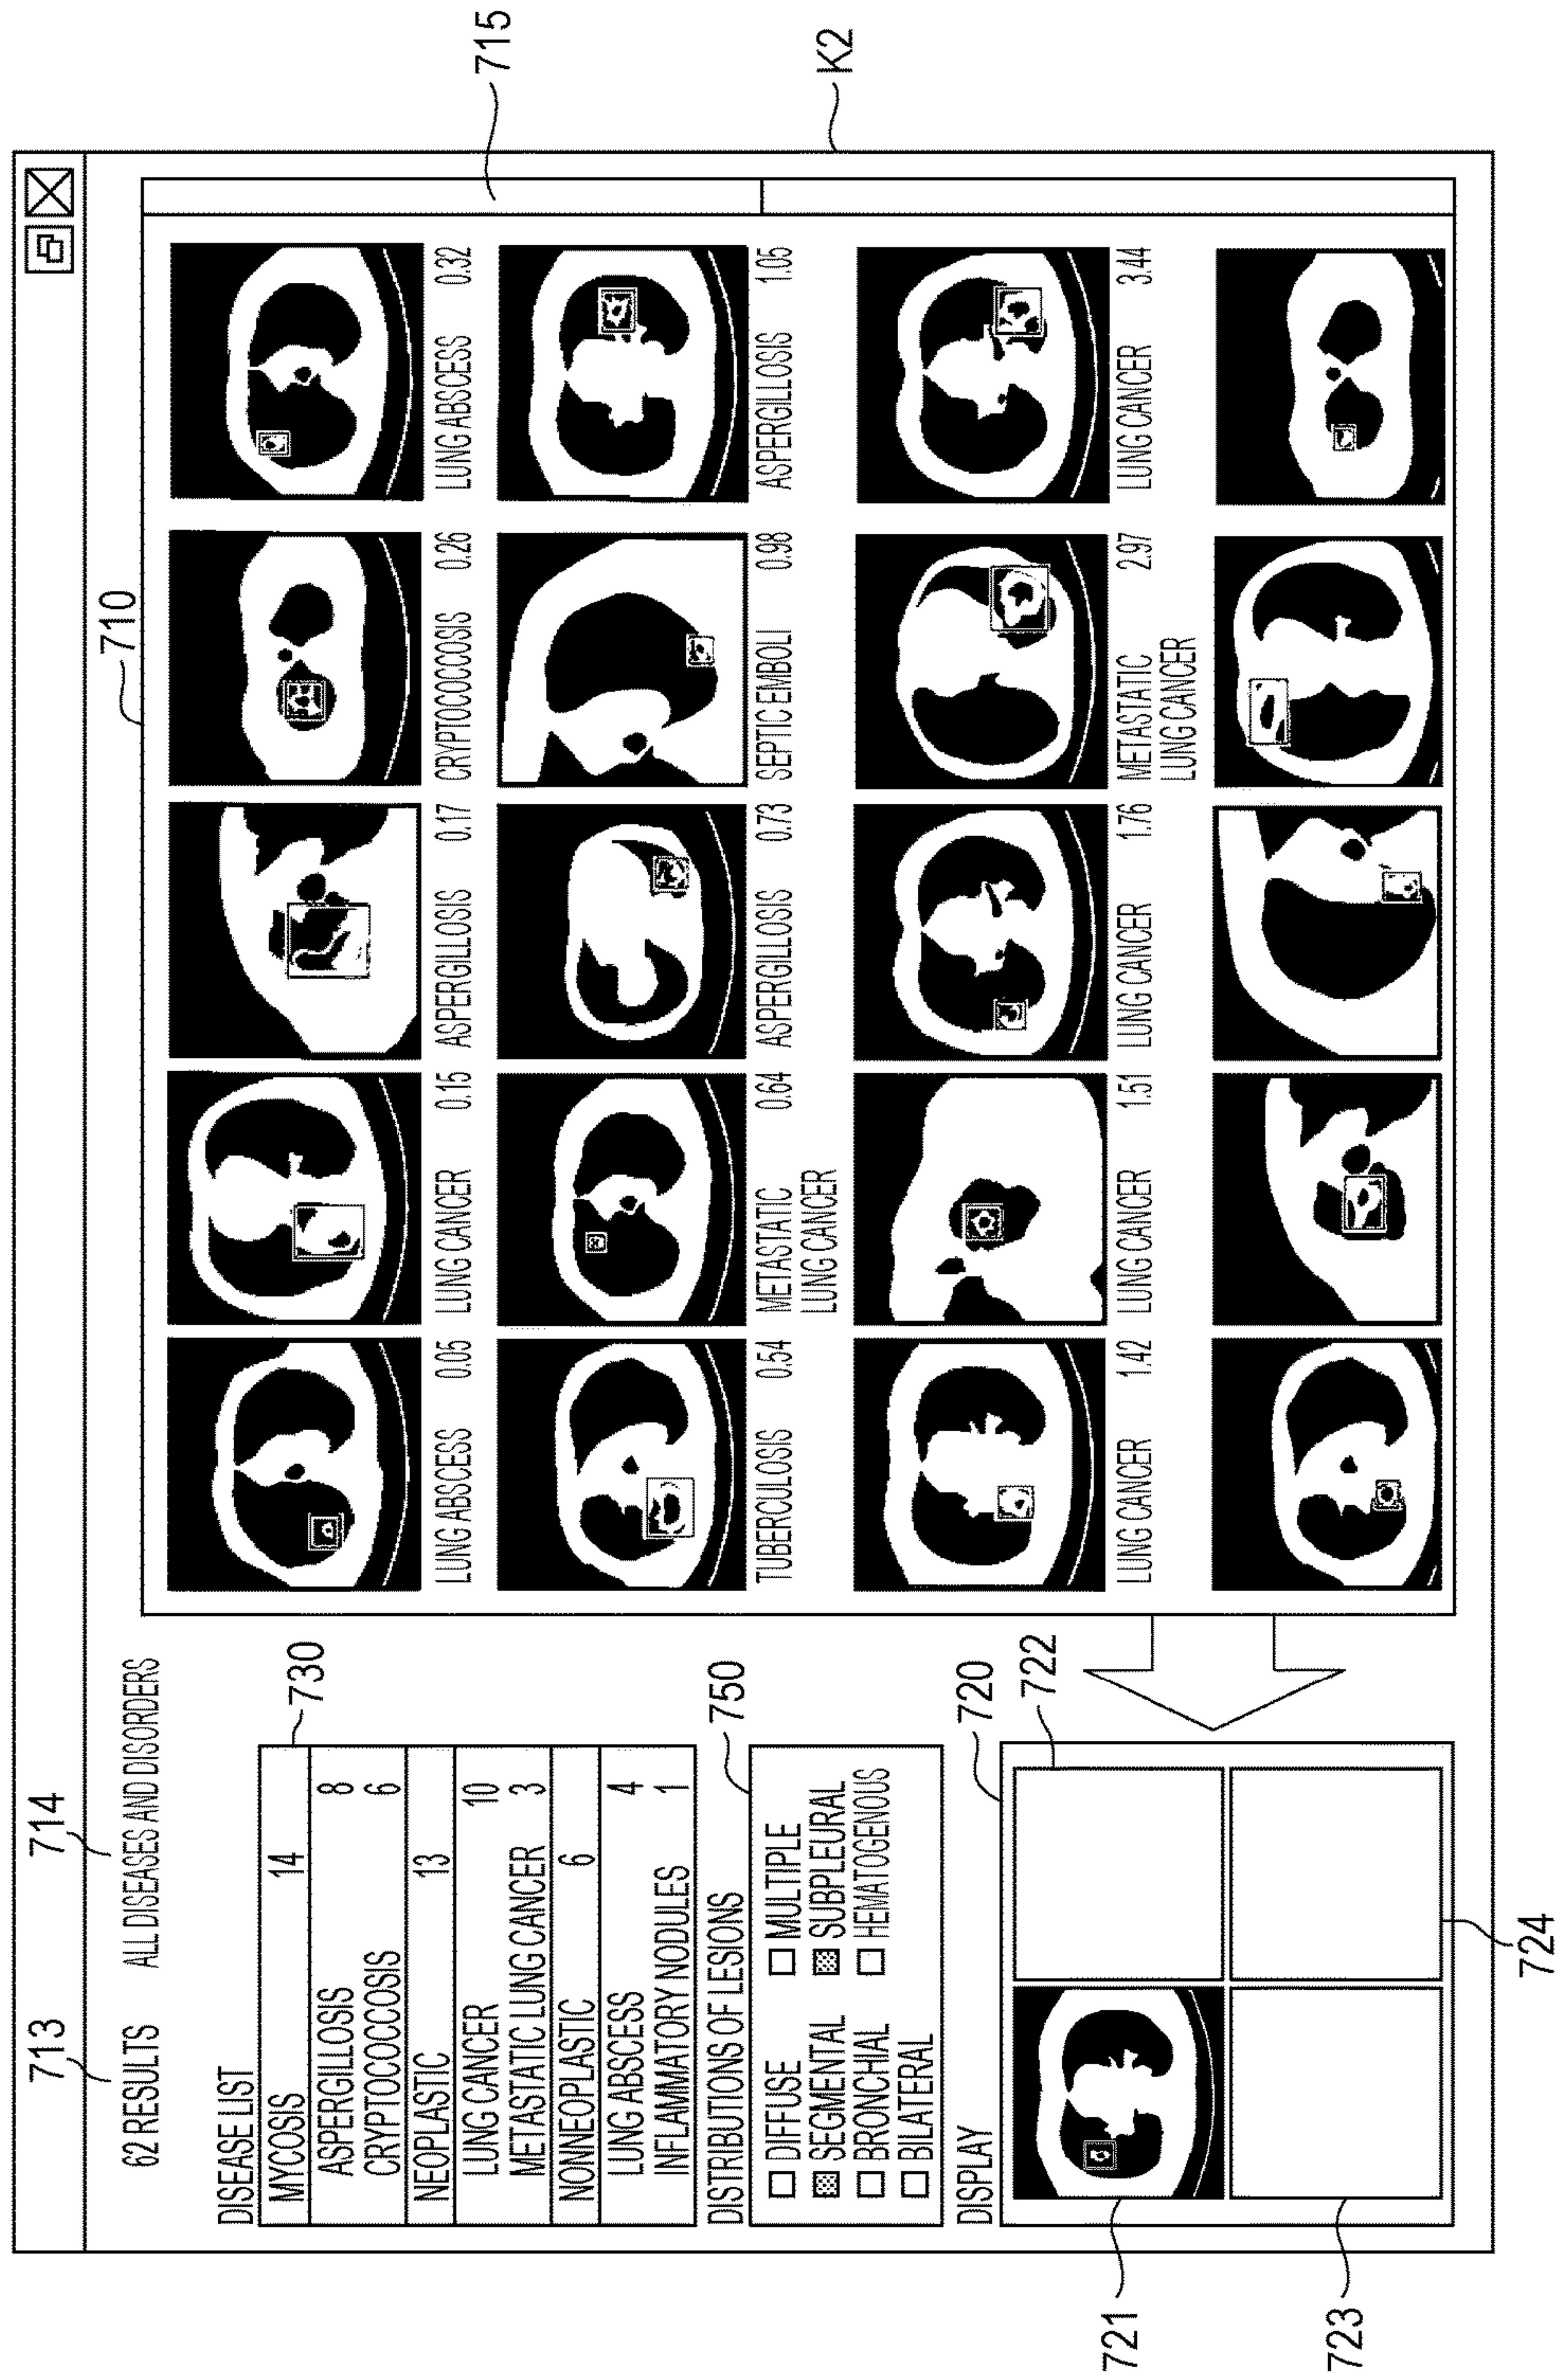 713
714
710
715
K2
62 RESULTS ALL DISEASES AND DISORDERS
DISEASE LIST
730
MYCOSIS 14
ASPERGILLOSIS 8
CRYPTOCOCCOSIS 6
NEOPLASTIC 13
LUNG CANCER 10
METASTATIC LUNG CANCER 3
NONNEOPLASTIC 6
LUNG ABSCESS 4
INFLAMMATORY NODULES 1
DISTRIBUTIONS OF LESIONS
750
DIFFUSE MULTIPLE
SEGMENTAL SUBPLEURAL
BRONCHIAL HEMATOGENOUS
BILATERAL
DISPLAY
720
722
721
723
724
LUNG ABSCESS 0.05 LUNG CANCER 0.15 ASPERGILLOSIS 0.17 CRYPTOCOCCOSIS 0.26 LUNG ABSCESS 0.32
TUBERCULOSIS 0.54 METASTATIC 0.64 ASPERGILLOSIS 0.73 SEPTIC EMBOLI 0.98 ASPERGILLOSIS 1.05
LUNG CANCER
LUNG CANCER 1.42 LUNG CANCER 1.51 LUNG CANCER 1.76 METASTATIC 2.97 LUNG CANCER 3.44
LUNG CANCER